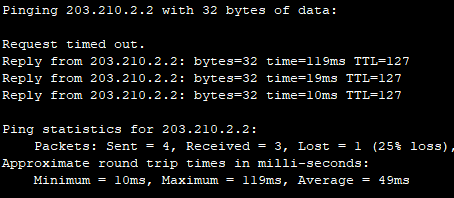 Pinging 203.210.2.2 with 32 bytes of data:
Request timed out.
Reply from 203.210.2.2: bytes=32 time=119ms TTL=127
Reply from 203.210.2.2: bytes=32 time=19ms TTL=127
Reply from 203.210.2.2: bytes=32 time=10ms TTL=127
Ping statistics for 203.210.2.2:
Packets: Sent = 4, Received = 3, Lost = 1 (25% loss),
Approximate round trip times in milli-seconds:
Minimum = 10ms, Maximum = 119ms, Average = 49ms